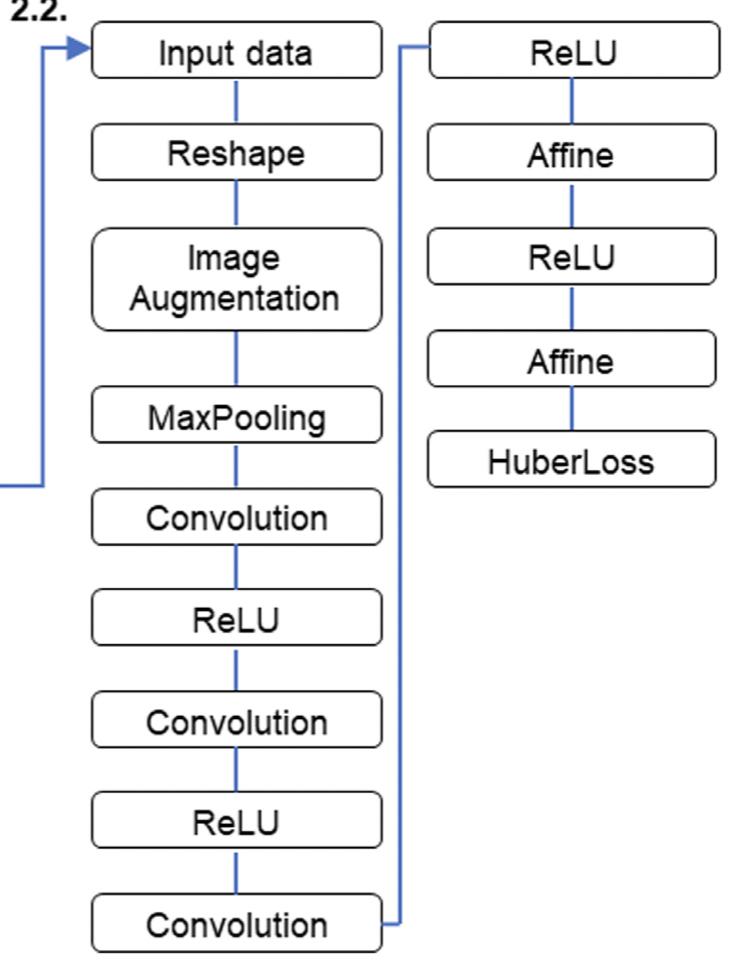 2.2.
Input data
Reshape
Image
Augmentation
MaxPooling
Convolution
ReLU
Convolution
ReLU
Convolution
ReLU
Affine
ReLU
Affine
HuberLoss